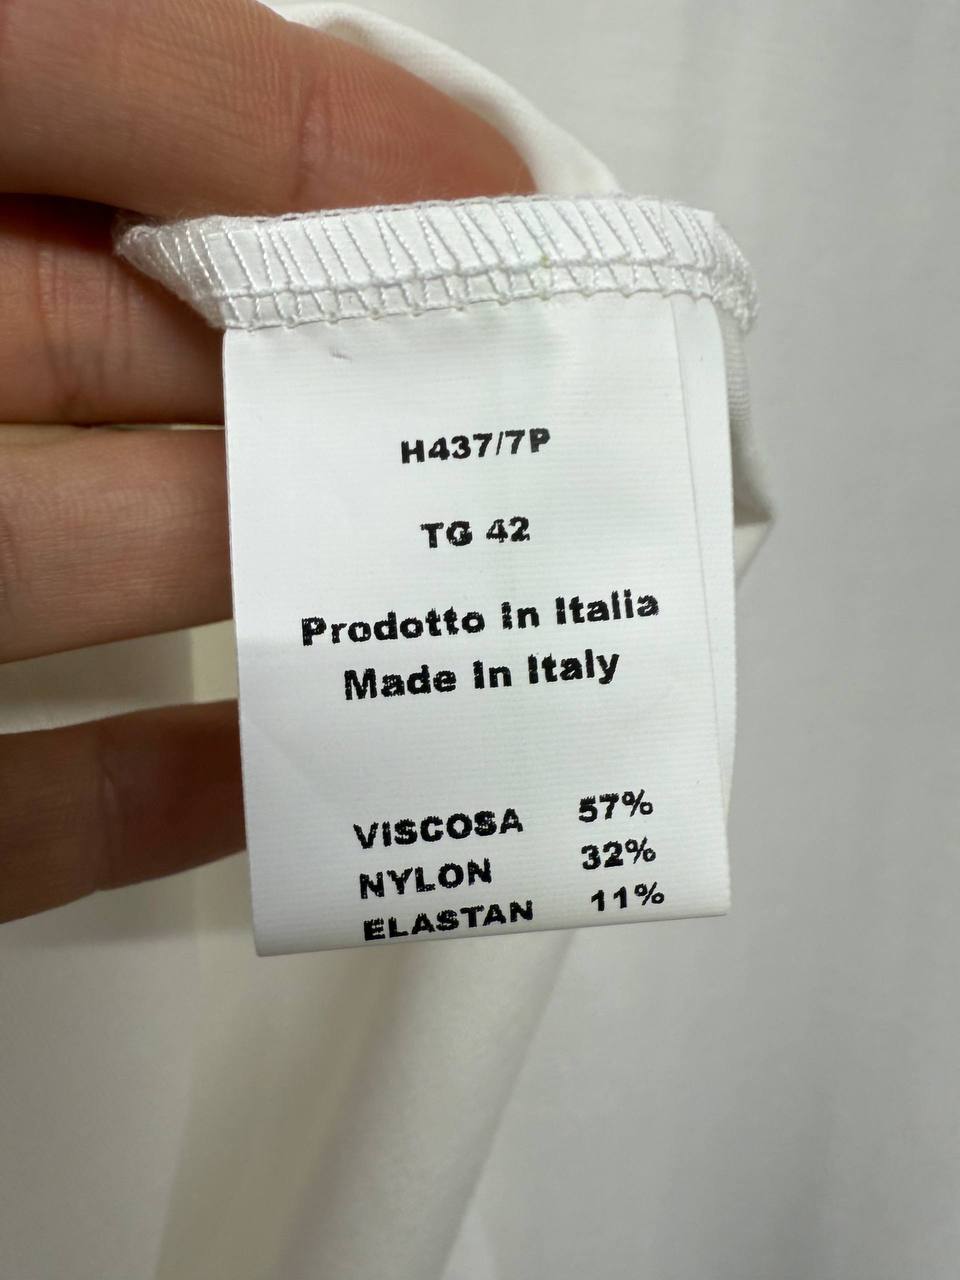 H437/7P
TG 42
Prodotto in Italia
Made in Italy
VISCOSA 57%
NYLON 32%
ELASTAN 11%